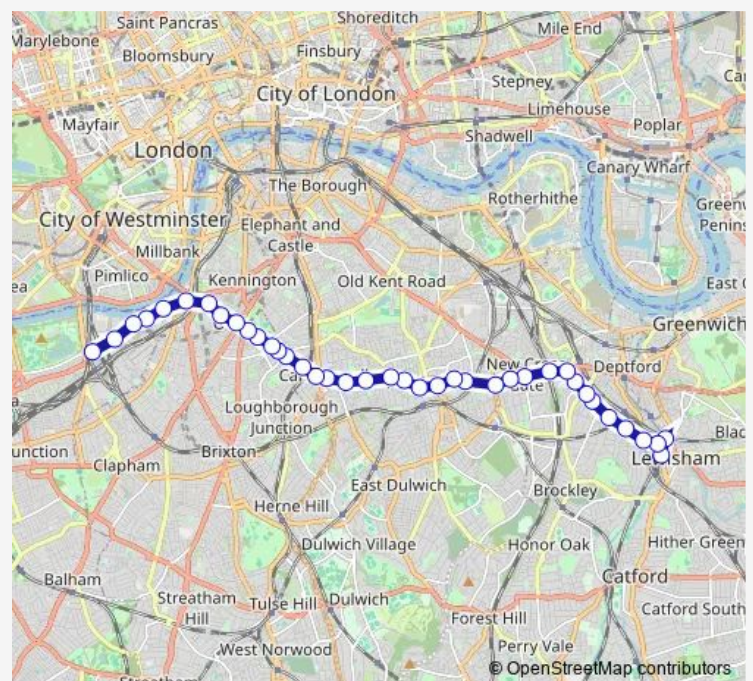 Saint Pancras
Shoreditch
Mile End
Marylebone
Bloomsbury
Finsbury
Stepney
City of London
Limehouse
Mayfair
Poplar
Shadwell
London
Canary Wharf
The Borough
Rotherhithe
City of Westminster
Elephant and
Castle
Millbank
Pimlico
Kennington
Old Kent Road
Greenwich
Deptford
Loughborough
Junction
Brixton
Clapham
East Dulwich
Brockley
Herne Hill
Dulwich Village
Honor Oak
Hither Green
Balham
Catford
Streatham
Hill
Tulse Hill
Dulwich
Catford South
Forest Hill
West Norwood
Perry Vale
© OpenStreetMap contributors